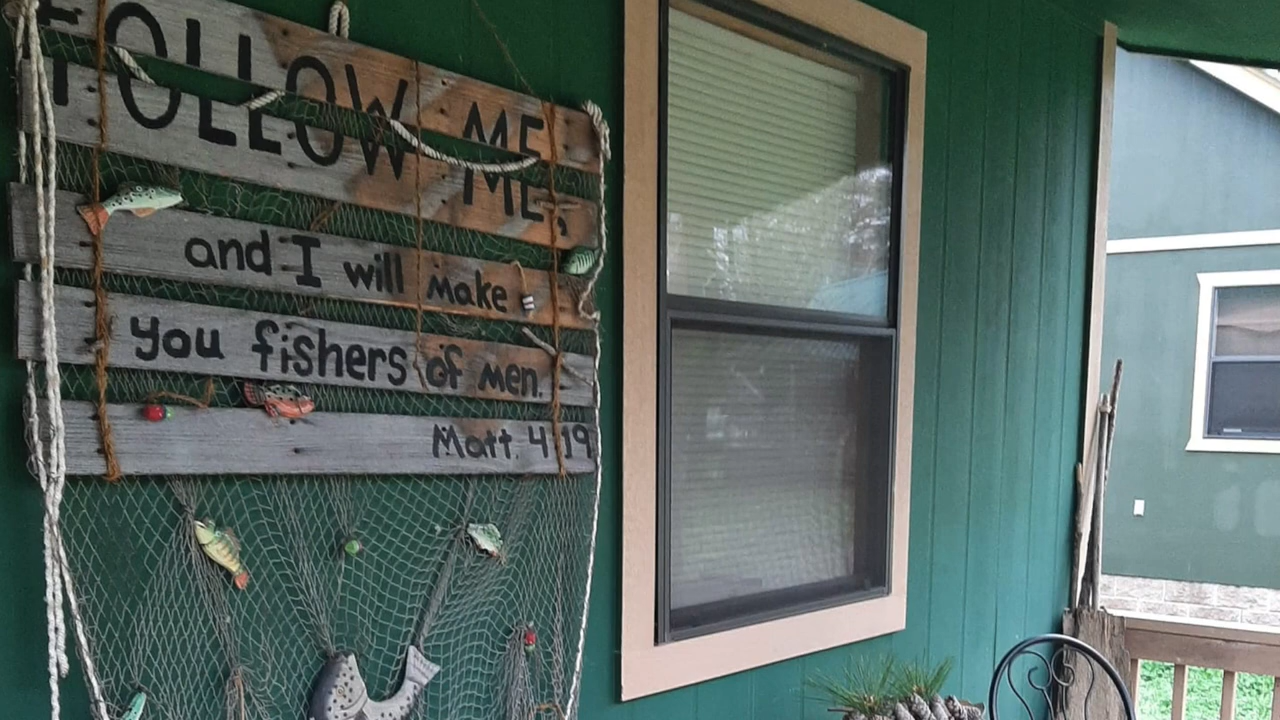 FOLLOW ME,
and I will make
you fishers of men.
Matt. 4:19